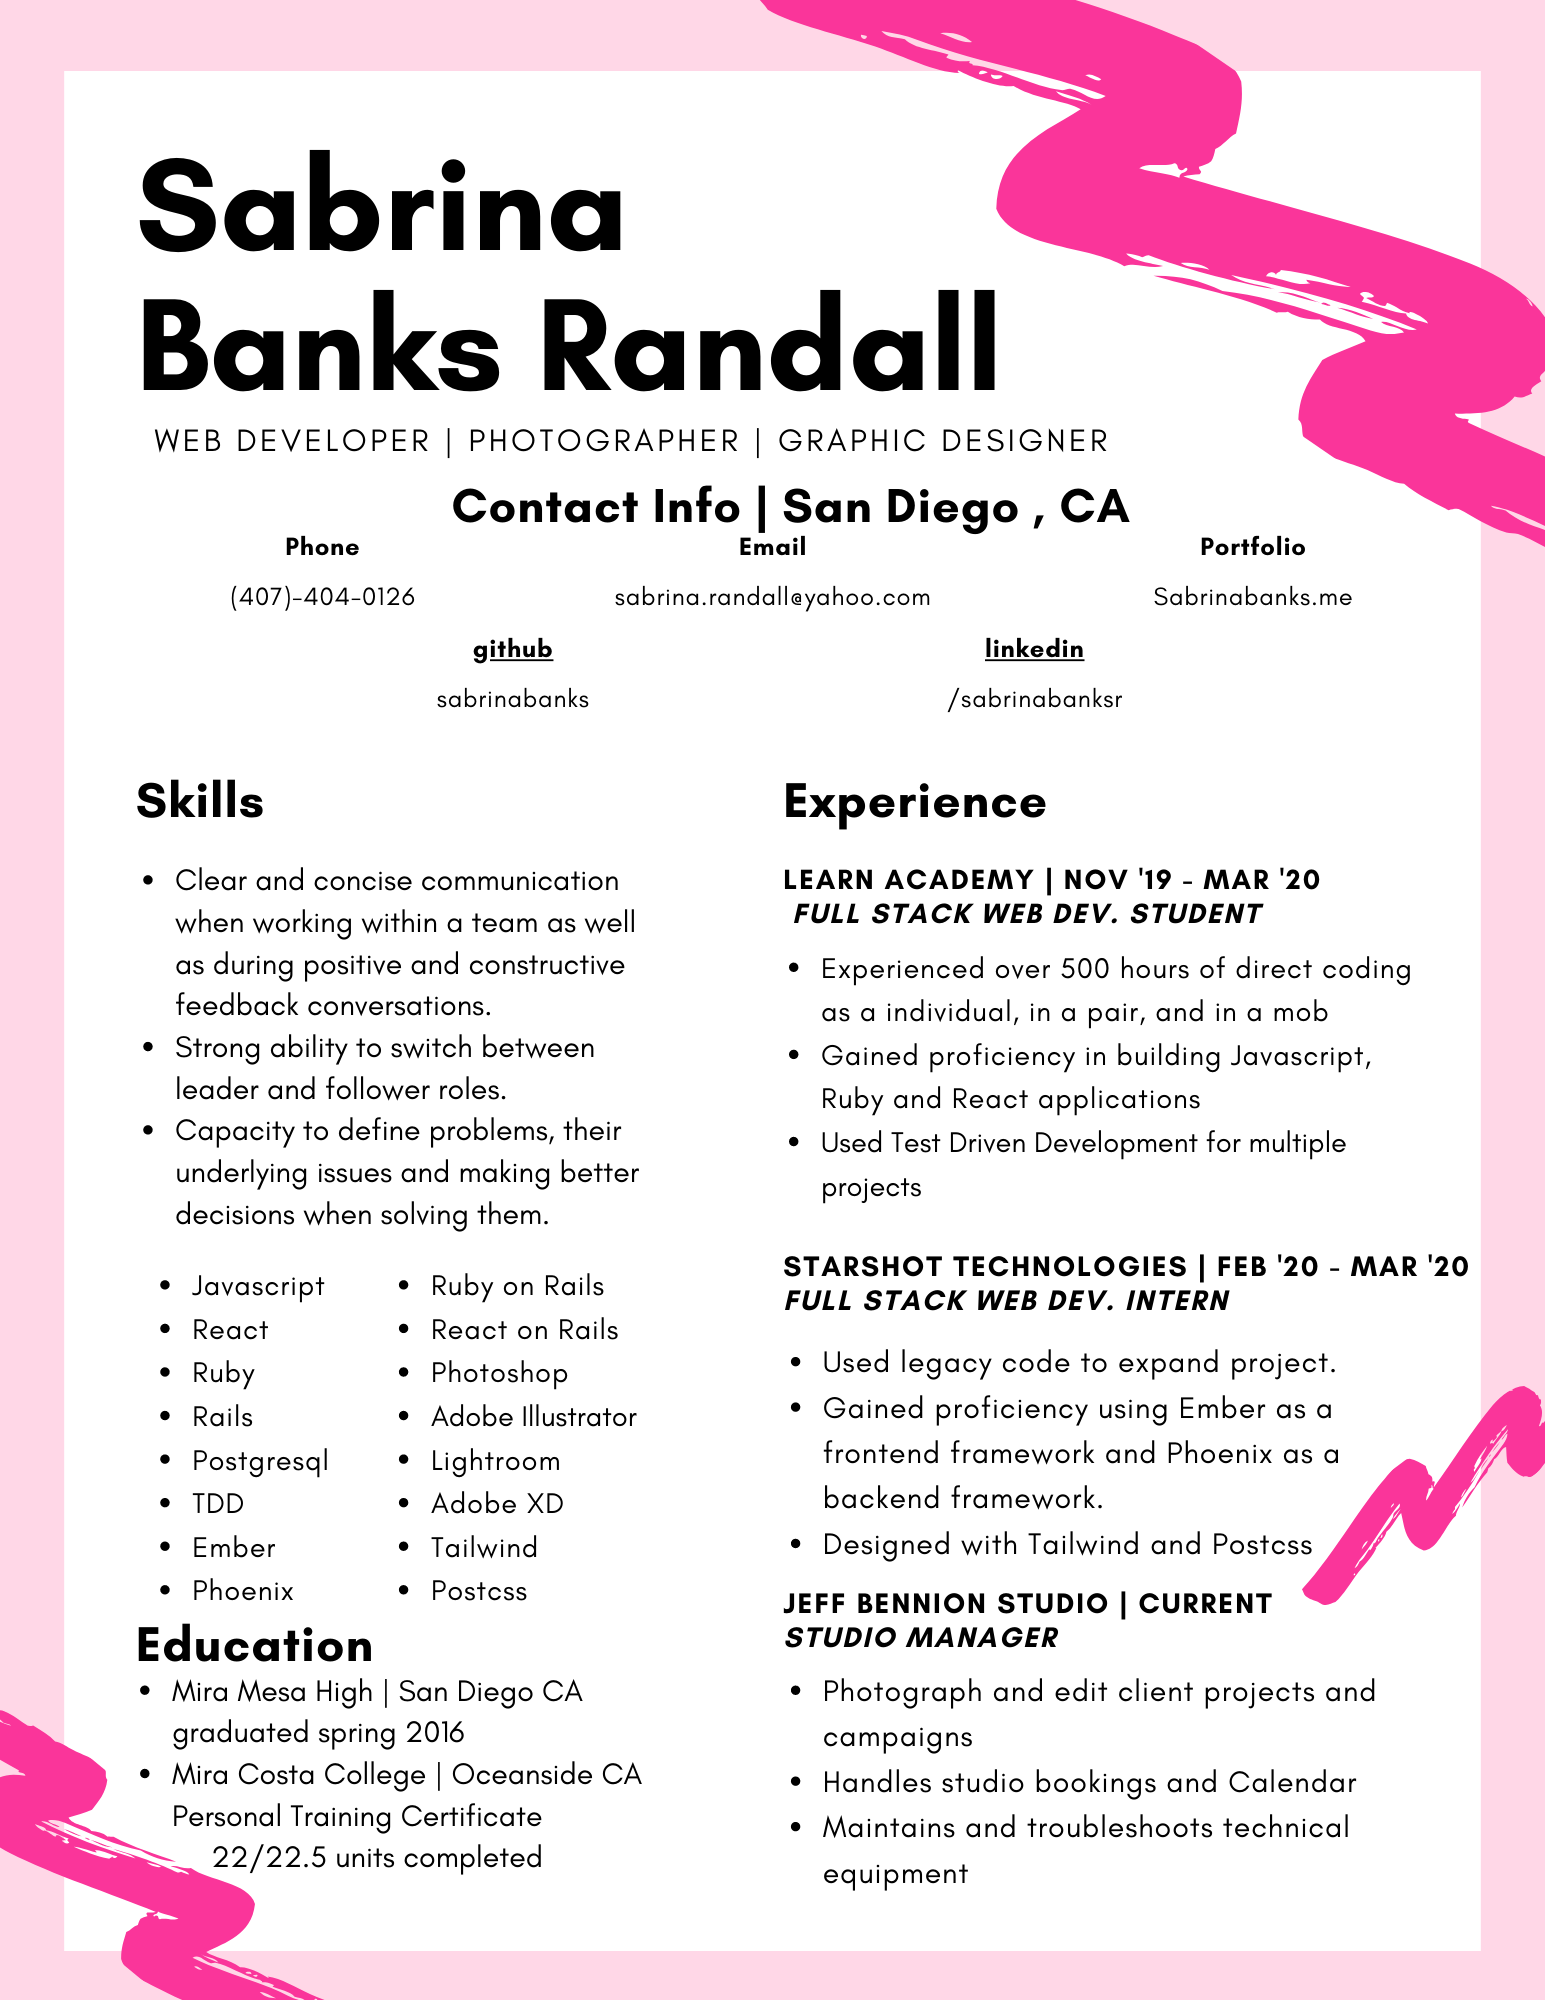 Sabrina
Banks Randall
WEB DEVELOPER | PHOTOGRAPHER | GRAPHIC DESIGNER
Contact Info | San Diego , CA
Phone
(407)-404-0126
Email
sabrina.randall@yahoo.com
Portfolio
Sabrinabanks.me
github
sabrinabanks
linkedin
/sabrinabanksr
Skills
• Clear and concise communication
when working within a team as well
as during positive and constructive
feedback conversations.
• Strong ability to switch between
leader and follower roles.
• Capacity to define problems, their
underlying issues and making better
decisions when solving them.
• Javascript
• React
• Ruby
• Rails
• Postgresql
• TDD
• Ember
• Phoenix
• Ruby on Rails
• React on Rails
• Photoshop
• Adobe Illustrator
• Lightroom
• Adobe XD
• Tailwind
• Postcss
Education
• Mira Mesa High | San Diego CA
graduated spring 2016
• Mira Costa College | Oceanside CA
Personal Training Certificate
22/22.5 units completed
Experience
LEARN ACADEMY | NOV '19 - MAR '20
FULL STACK WEB DEV. STUDENT
• Experienced over 500 hours of direct coding
as a individual, in a pair, and in a mob
• Gained proficiency in building Javascript,
Ruby and React applications
• Used Test Driven Development for multiple
projects
STARSHOT TECHNOLOGIES | FEB '20 - MAR '20
FULL STACK WEB DEV. INTERN
• Used legacy code to expand project.
• Gained proficiency using Ember as a
frontend framework and Phoenix as a
backend framework.
• Designed with Tailwind and Postcss
JEFF BENNION STUDIO | CURRENT
STUDIO MANAGER
• Photograph and edit client projects and
campaigns
• Handles studio bookings and Calendar
• Maintains and troubleshoots technical
equipment